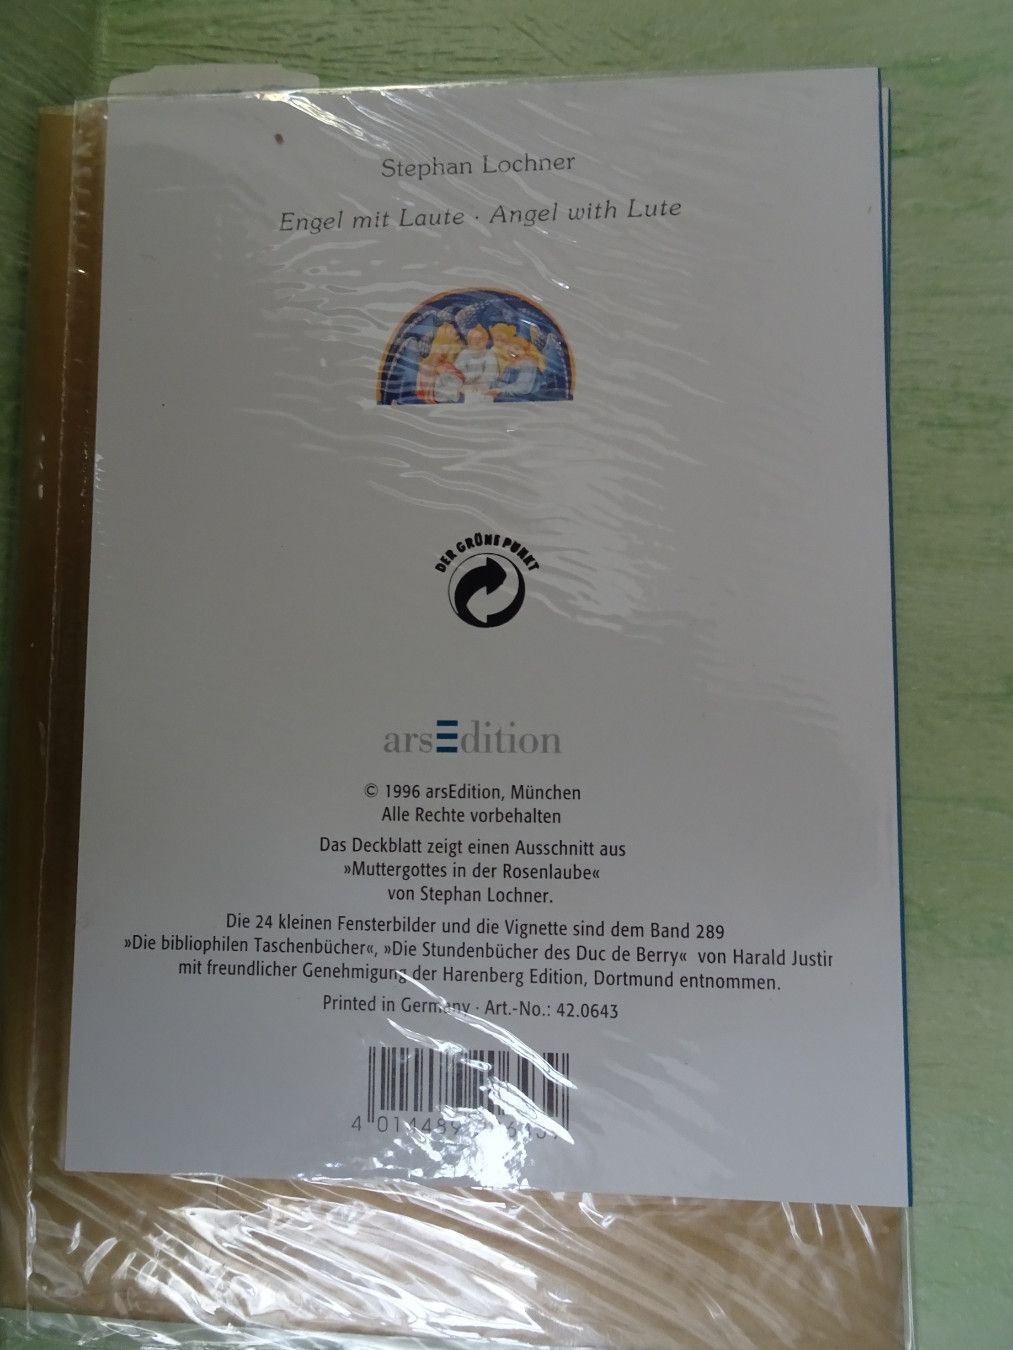 Stephan Lochner
Engel mit Laute · Angel with Lute
DER GRÜNE PUNKT
arsEdition
© 1996 arsEdition, München
Alle Rechte vorbehalten
Das Deckblatt zeigt einen Ausschnitt aus
»Muttergottes in der Rosenlaube«
von Stephan Lochner.
Die 24 kleinen Fensterbilder und die Vignette sind dem Band 289
»Die bibliophilen Taschenbücher«, »Die Stundenbücher des Duc de Berry« von Harald Justin
mit freundlicher Genehmigung der Harenberg Edition, Dortmund entnommen.
Printed in Germany · Art.-No.: 42.0643
4 014489